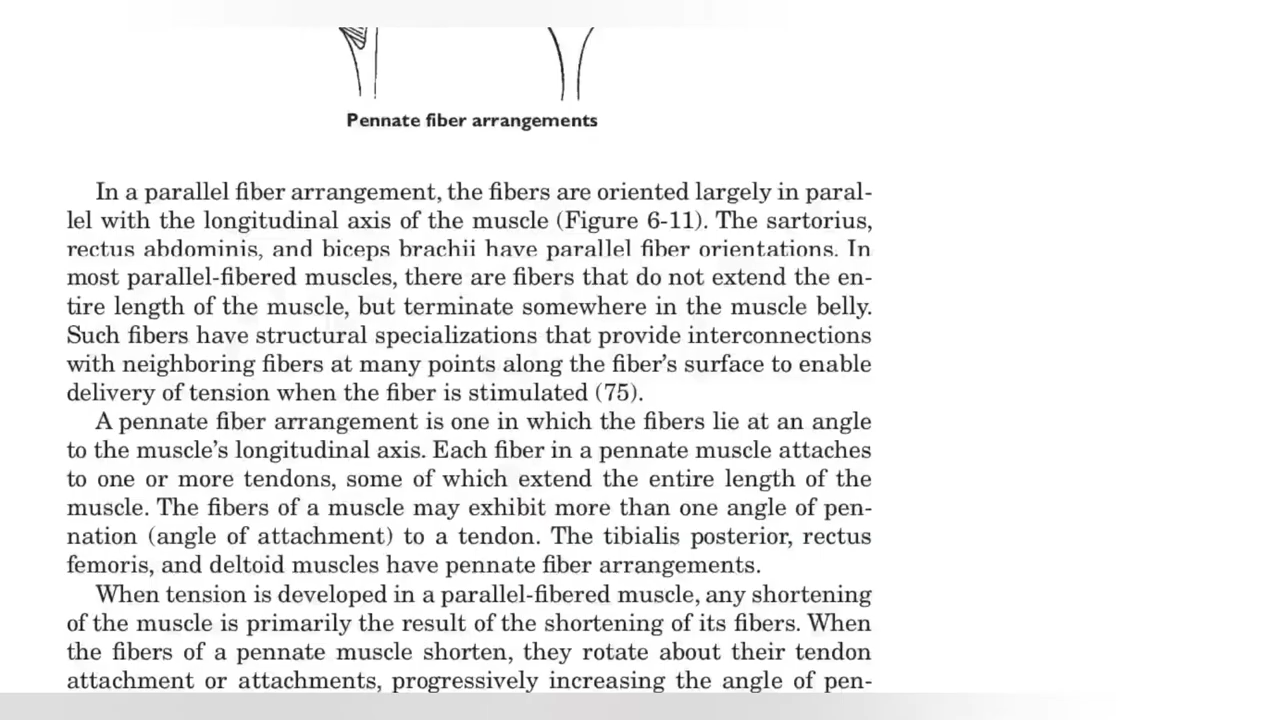 Pennate fiber arrangements
In a parallel fiber arrangement, the fibers are oriented largely in paral-
lel with the longitudinal axis of the muscle (Figure 6-11). The sartorius,
rectus abdominis, and biceps brachii have parallel fiber orientations. In
most parallel-fibered muscles, there are fibers that do not extend the en-
tire length of the muscle, but terminate somewhere in the muscle belly.
Such fibers have structural specializations that provide interconnections
with neighboring fibers at many points along the fiber's surface to enable
delivery of tension when the fiber is stimulated (75).
A pennate fiber arrangement is one in which the fibers lie at an angle
to the muscle's longitudinal axis. Each fiber in a pennate muscle attaches
to one or more tendons, some of which extend the entire length of the
muscle. The fibers of a muscle may exhibit more than one angle of pen-
nation (angle of attachment) to a tendon. The tibialis posterior, rectus
femoris, and deltoid muscles have pennate fiber arrangements.
When tension is developed in a parallel-fibered muscle, any shortening
of the muscle is primarily the result of the shortening of its fibers. When
the fibers of a pennate muscle shorten, they rotate about their tendon
attachment or attachments, progressively increasing the angle of pen-